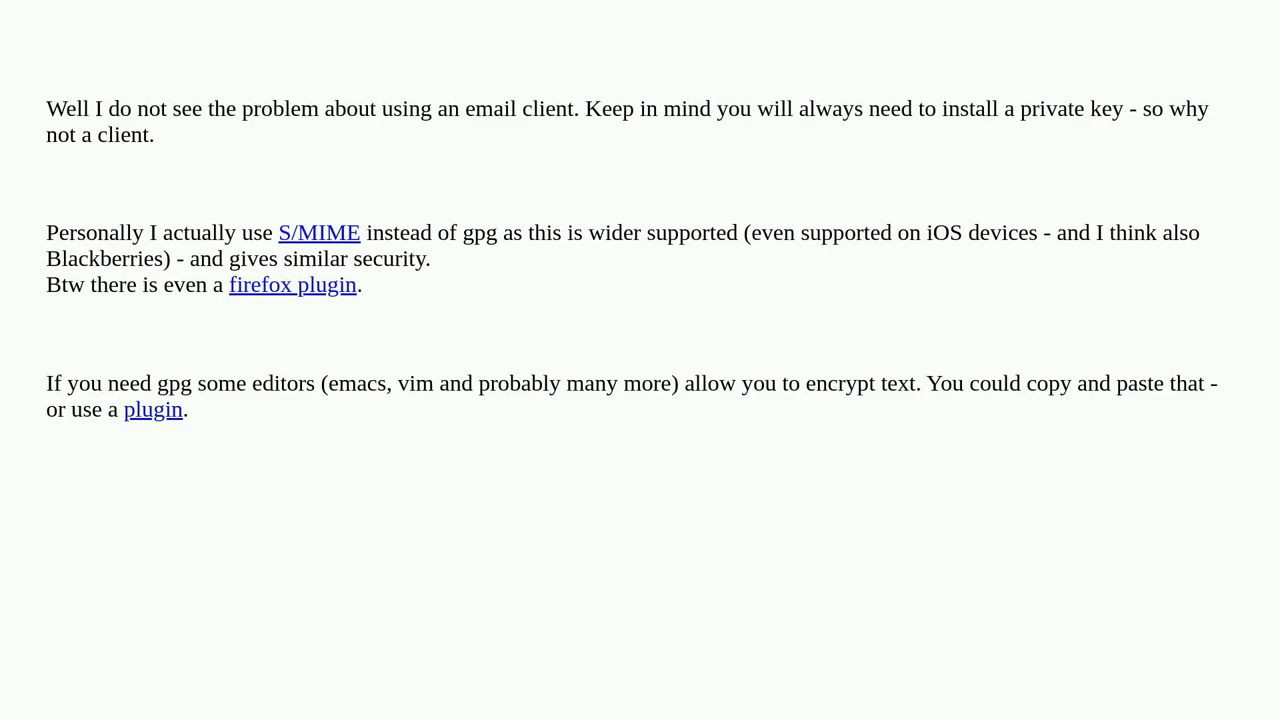 Well I do not see the problem about using an email client. Keep in mind you will always need to install a private key - so why
not a client.
Personally I actually use S/MIME instead of gpg as this is wider supported (even supported on iOS devices - and I think also
Blackberries) - and gives similar security.
Btw there is even a firefox plugin.
If you need gpg some editors (emacs, vim and probably many more) allow you to encrypt text. You could copy and paste that -
or use a plugin.